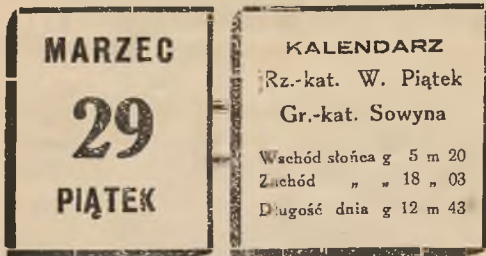 MARZEC
29
PIĄTEK
KALENDARZ
Rz.-kat. W. Piątek
Gr.-kat. Sowyna
Wschód słońca g 5 m 20
Zachód „ „ 18 „ 03
Długość dnia g 12 m 43